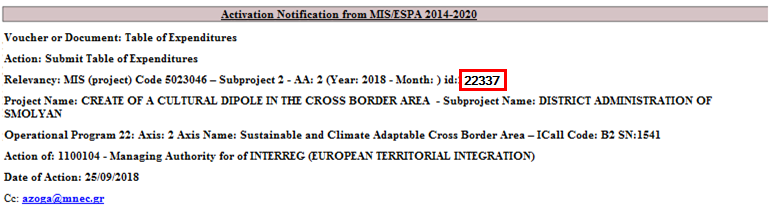 Activation Notification from MIS/ESPA 2014-2020
Voucher or Document: Table of Expenditures
Action: Submit Table of Expenditures
Relevancy: MIS (project) Code 5023046 – Subproject 2 - AA: 2 (Year: 2018 - Month: ) id: 22337
Project Name: CREATE OF A CULTURAL DIPOLE IN THE CROSS BORDER AREA - Subproject Name: DISTRICT ADMINISTRATION OF
SMOLYAN
Operational Program 22: Axis: 2 Axis Name: Sustainable and Climate Adaptable Cross Border Area – ICall Code: B2 SN:1541
Action of: 1100104 - Managing Authority for of INTERREG (EUROPEAN TERRITORIAL INTEGRATION)
Date of Action: 25/09/2018
Cc: azoga@mnec.gr